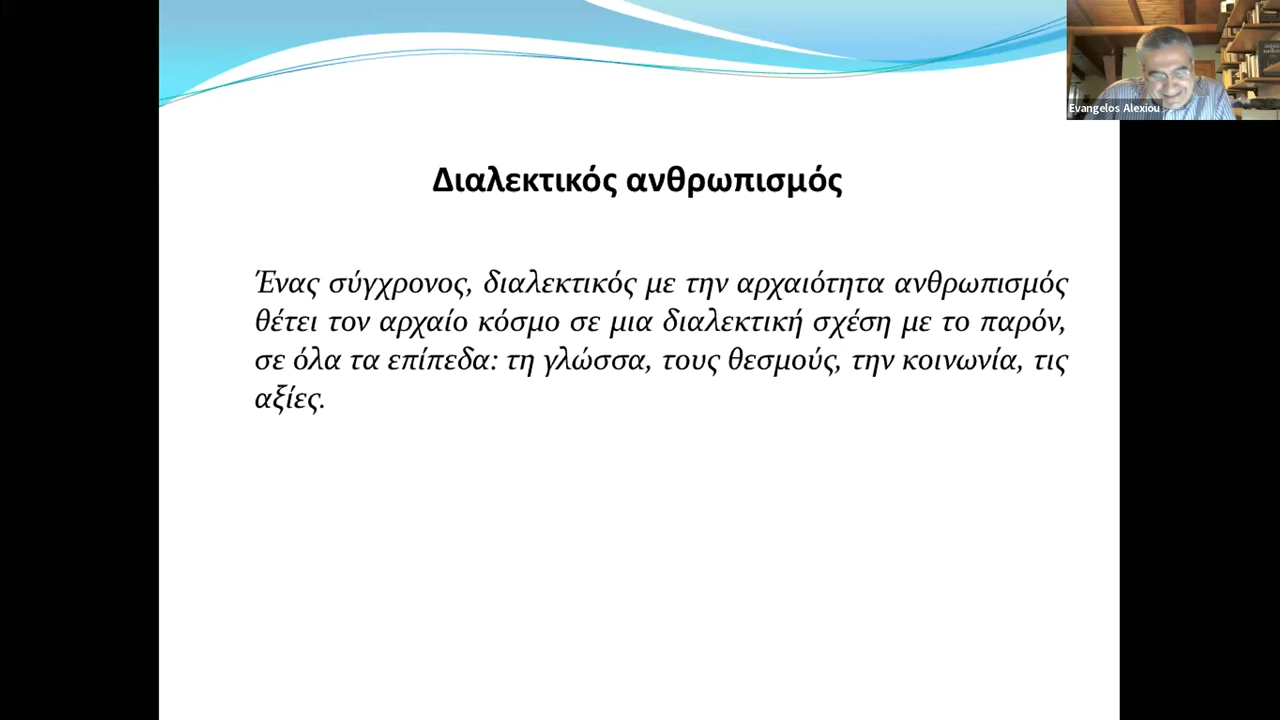 Evangelos Alexiou
Διαλεκτικός ανθρωπισμός
Ένας σύγχρονος, διαλεκτικός με την αρχαιότητα ανθρωπισμός
θέτει τον αρχαίο κόσμο σε μια διαλεκτική σχέση με το παρόν,
σε όλα τα επίπεδα: τη γλώσσα, τους θεσμούς, την κοινωνία, τις
αξίες.